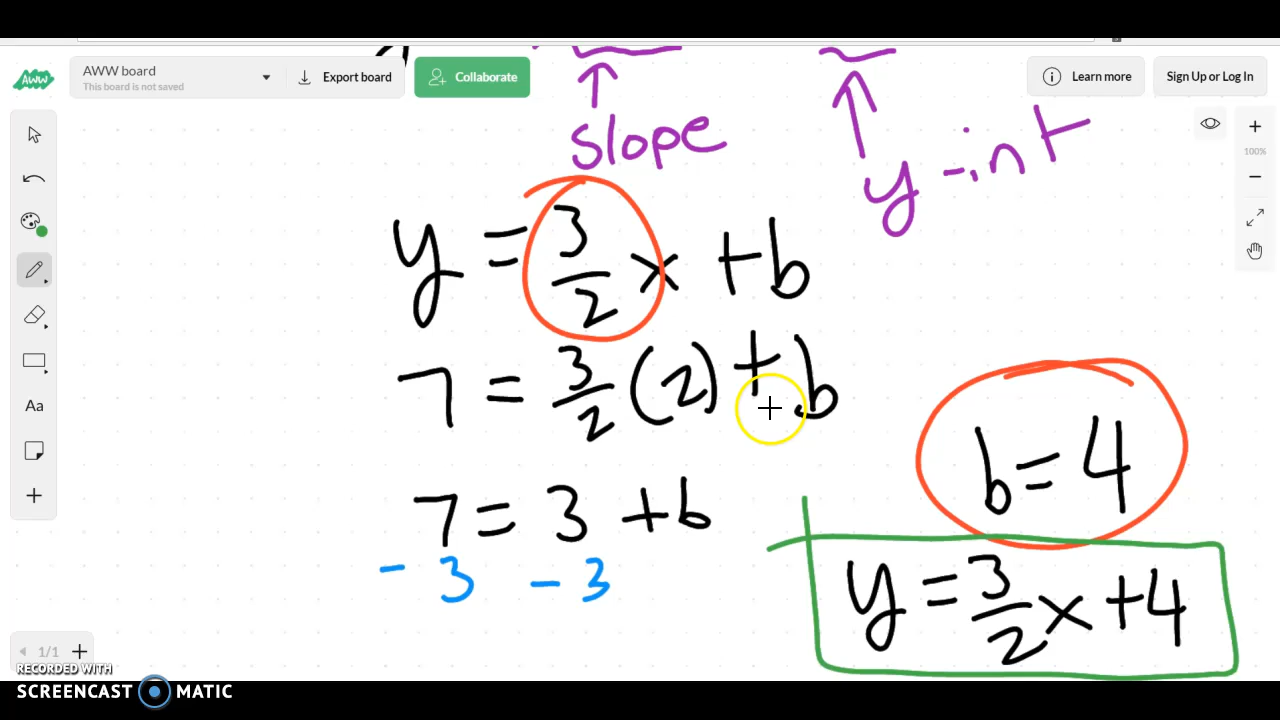 AWW
AWW board
This board is not saved
Export board
Collaborate
Learn more
Sign Up or Log In
100%
slope
y-int
y = 3/2 x + b
7 = 3/2 (2) + b
7 = 3 + b
- 3 - 3
b = 4
y = 3/2 x + 4
Aa
1/1
RECORDED WITH
SCREENCAST MATIC